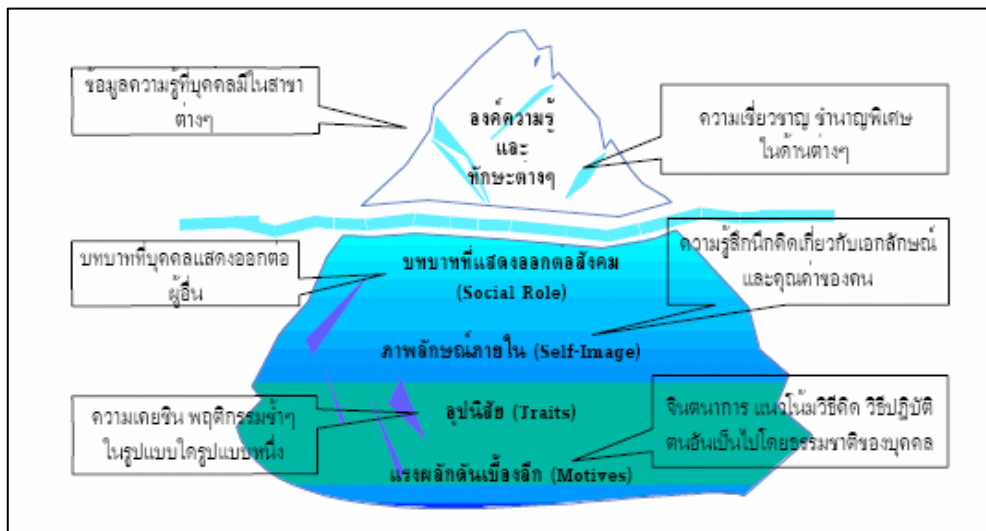 ข้อมูลความรู้ที่บุคคลมีในสาขา
ต่างๆ
องค์ความรู้
และ
ทักษะต่างๆ
ความเชี่ยวชาญ ชำนาญพิเศษ
ในด้านต่างๆ
บทบาทที่บุคคลแสดงออกต่อ
ผู้อื่น
บทบาทที่แสดงออกต่อสังคม
(Social Role)
ความรู้สึกนึกคิดเกี่ยวกับเอกลักษณ์
และคุณค่าของตน
ภาพลักษณ์ภายใน (Self-Image)
ความเคยชิน พฤติกรรมซ้ำๆ
ในรูปแบบใดรูปแบบหนึ่ง
อุปนิสัย (Traits)
จินตนาการ แนวโน้มวิธีคิด วิธีปฏิบัติ
ตนอันเป็นไปโดยธรรมชาติของบุคคล
แรงผลักดันเบื้องลึก (Motives)